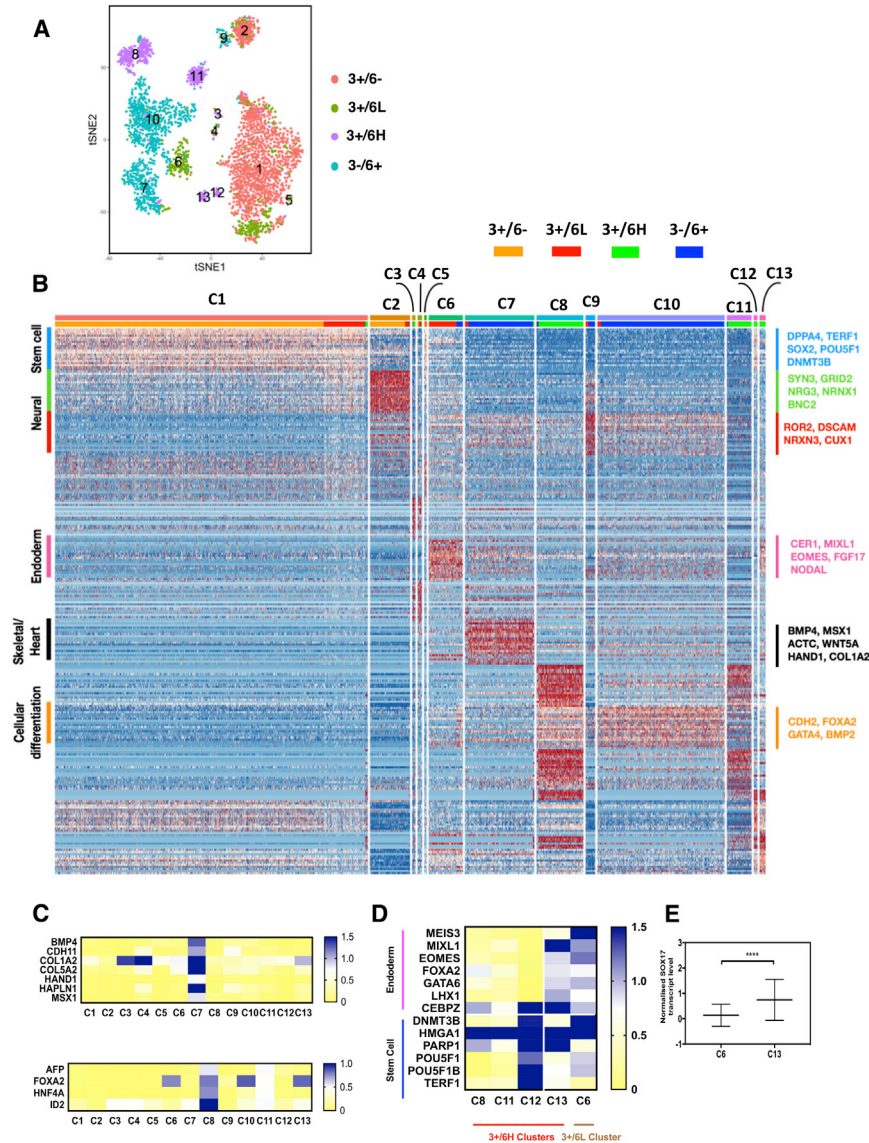 A
tSNE2
50
0
-50
-60
-40
0
40
80
tSNE1
1
2
3
4
5
6
7
8
9
10
11
12
13
3+/6-
3+/6L
3+/6H
3-/6+
3+/6- 3+/6L 3+/6H 3-/6+
B
C1 C2 C3 C4 C5 C6 C7 C8 C9 C10 C11 C12 C13
Stem cell
Neural
Endoderm
Skeletal/
Heart
Cellular
differentiation
DPPA4, TERF1
SOX2, POU5F1
DNMT3B
SYN3, GRID2
NRG3, NRNX1
BNC2
ROR2, DSCAM
NRXN3, CUX1
CER1, MIXL1
EOMES, FGF17
NODAL
BMP4, MSX1
ACTC, WNT5A
HAND1, COL1A2
CDH2, FOXA2
GATA4, BMP2
C
BMP4
CDH11
COL1A2
COL5A2
HAND1
HAPLN1
MSX1
C1 C2 C3 C4 C5 C6 C7 C8 C9 C10 C11 C12 C13
1.5
1.0
0.5
0
AFP
FOXA2
HNF4A
ID2
C1 C2 C3 C4 C5 C6 C7 C8 C9 C10 C11 C12 C13
1.0
0.5
0
D
Endoderm
Stem Cell
MEIS3
MIXL1
EOMES
FOXA2
GATA6
LHX1
CEBPZ
DNMT3B
HMGA1
PARP1
POU5F1
POU5F1B
TERF1
C8 C11 C12 C13 C6
3+/6H Clusters 3+/6L Cluster
1.5
1.0
0.5
0
E
Normalised SOX17
transcript level
3
2
1
0
-1
****
C6 C13